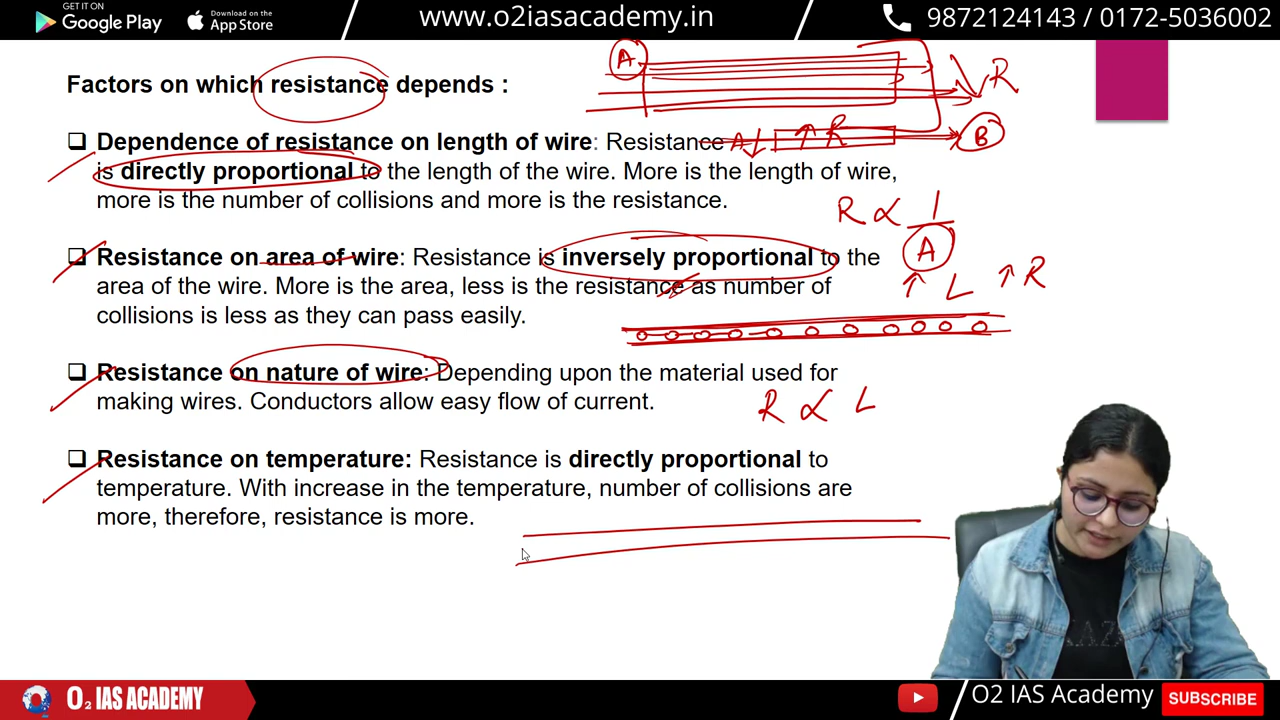 GET IT ON
Google Play
Download on the
App Store
www.o2iasacademy.in
9872124143 / 0172-5036002
A
Factors on which resistance depends :
R
❑ Dependence of resistance on length of wire: Resistance
A↓ ↑ R
B
is directly proportional to the length of the wire. More is the length of wire,
more is the number of collisions and more is the resistance.
R ∝ 1
A
❑ Resistance on area of wire: Resistance is inversely proportional to the
area of the wire. More is the area, less is the resistance as number of
↑ L ↑ R
collisions is less as they can pass easily.
❑ Resistance on nature of wire: Depending upon the material used for
making wires. Conductors allow easy flow of current.
R ∝ L
❑ Resistance on temperature: Resistance is directly proportional to
temperature. With increase in the temperature, number of collisions are
more, therefore, resistance is more.
O₂ IAS ACADEMY
O2 IAS Academy
SUBSCRIBE